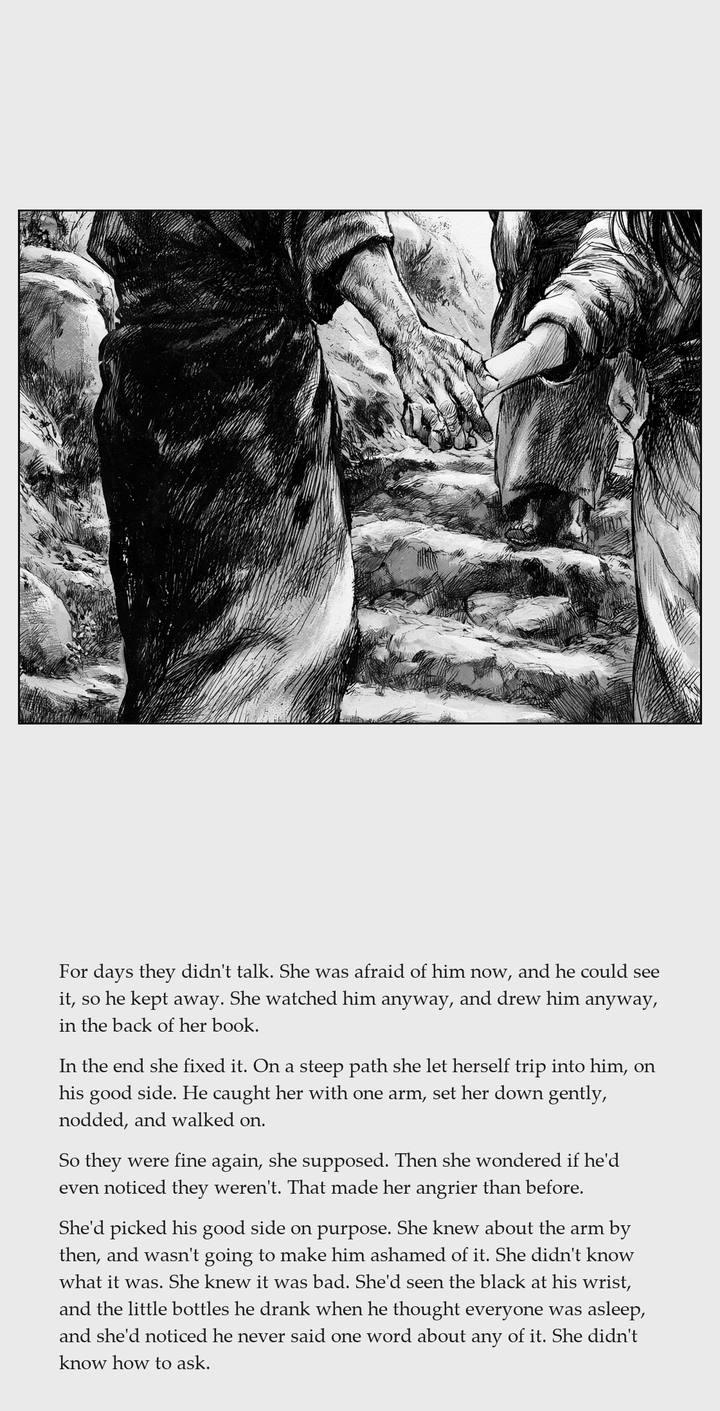 For days they didn't talk. She was afraid of him now, and he could see
it, so he kept away. She watched him anyway, and drew him anyway,
in the back of her book.
In the end she fixed it. On a steep path she let herself trip into him, on
his good side. He caught her with one arm, set her down gently,
nodded, and walked on.
So they were fine again, she supposed. Then she wondered if he'd
even noticed they weren't. That made her angrier than before.
She'd picked his good side on purpose. She knew about the arm by
then, and wasn't going to make him ashamed of it. She didn't know
what it was. She knew it was bad. She'd seen the black at his wrist,
and the little bottles he drank when he thought everyone was asleep,
and she'd noticed he never said one word about any of it. She didn't
know how to ask.